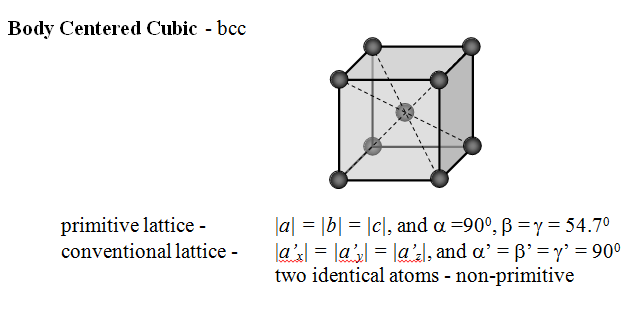 Body Centered Cubic - bcc
primitive lattice - |a| = |b| = |c|, and α =90⁰, β = γ = 54.7⁰
conventional lattice - |a’ₓ| = |a’ᵧ| = |a’z|, and α’ = β’ = γ’ = 90⁰
two identical atoms - non-primitive